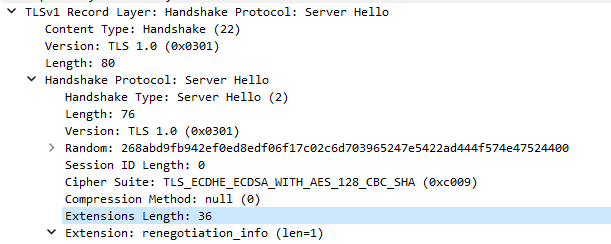 TLSv1 Record Layer: Handshake Protocol: Server Hello
Content Type: Handshake (22)
Version: TLS 1.0 (0x0301)
Length: 80
Handshake Protocol: Server Hello
Handshake Type: Server Hello (2)
Length: 76
Version: TLS 1.0 (0x0301)
Random: 268abd9fb942ef0ed8edf06f17c02c6d703965247e5422ad444f574e47524400
Session ID Length: 0
Cipher Suite: TLS_ECDHE_ECDSA_WITH_AES_128_CBC_SHA (0xc009)
Compression Method: null (0)
Extensions Length: 36
Extension: renegotiation_info (len=1)